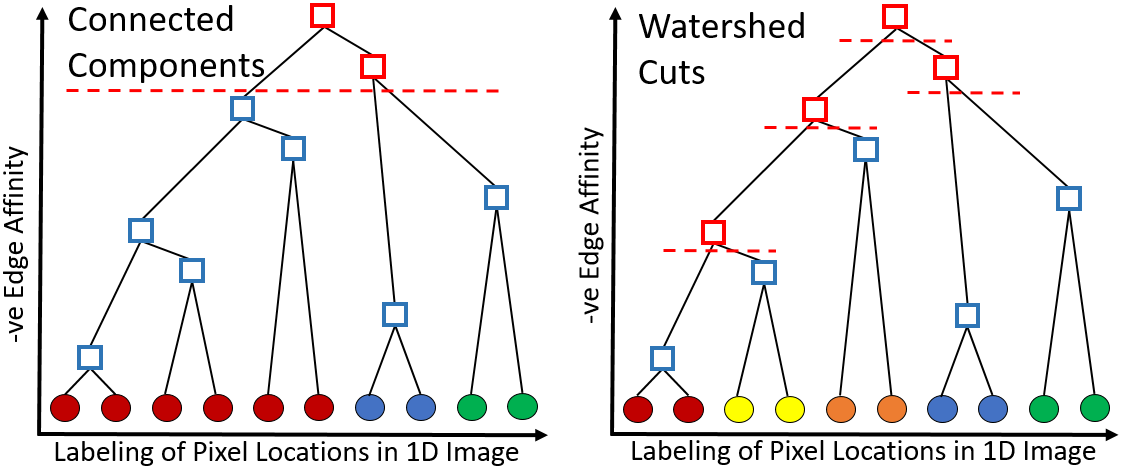 Connected
Components
-ve Edge Affinity
Labeling of Pixel Locations in 1D Image
Watershed
Cuts
-ve Edge Affinity
Labeling of Pixel Locations in 1D Image